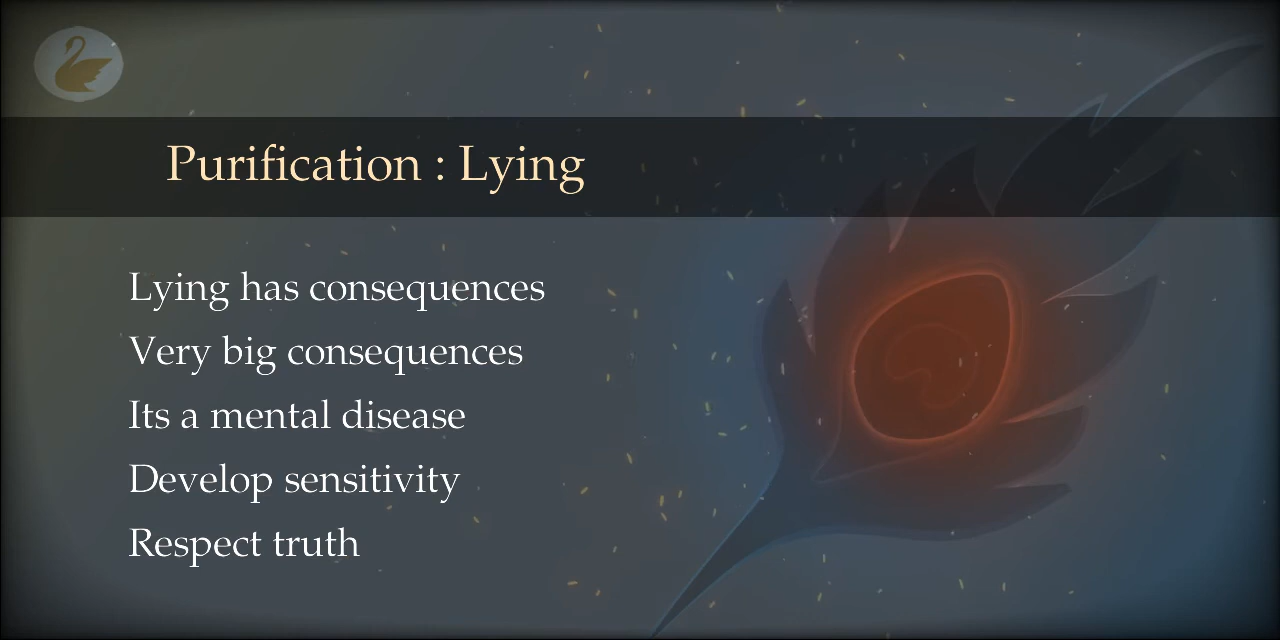 Purification : Lying
Lying has consequences
Very big consequences
Its a mental disease
Develop sensitivity
Respect truth